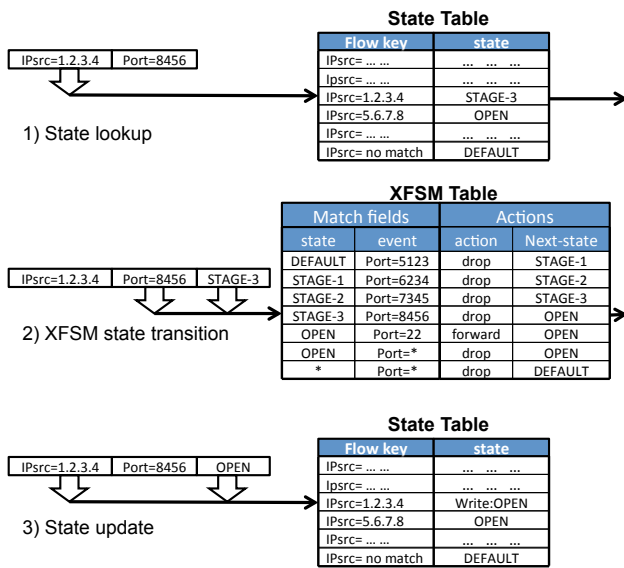 State Table
Flow key state
IPsrc= ... ... ... ... ...
Ipsrc= ... ... ... ... ...
IPsrc=1.2.3.4 STAGE-3
IPsrc=5.6.7.8 OPEN
IPsrc= ... ... ... ... ...
IPsrc= no match DEFAULT
IPsrc=1.2.3.4 Port=8456
1) State lookup
XFSM Table
Match fields Actions
state event action Next-state
DEFAULT Port=5123 drop STAGE-1
STAGE-1 Port=6234 drop STAGE-2
STAGE-2 Port=7345 drop STAGE-3
STAGE-3 Port=8456 drop OPEN
OPEN Port=22 forward OPEN
OPEN Port=* drop OPEN
* Port=* drop DEFAULT
IPsrc=1.2.3.4 Port=8456 STAGE-3
2) XFSM state transition
State Table
Flow key state
IPsrc= ... ... ... ... ...
Ipsrc= ... ... ... ... ...
IPsrc=1.2.3.4 Write:OPEN
IPsrc=5.6.7.8 OPEN
IPsrc= ... ... ... ... ...
IPsrc= no match DEFAULT
IPsrc=1.2.3.4 Port=8456 OPEN
3) State update